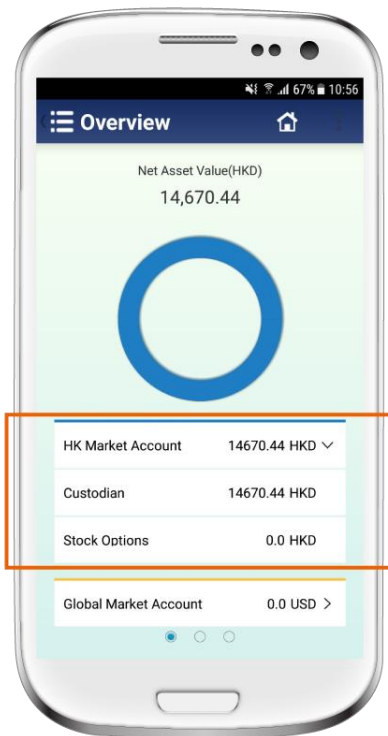 67% 10:56
Overview
Net Asset Value(HKD)
14,670.44
HK Market Account 14670.44 HKD
Custodian 14670.44 HKD
Stock Options 0.0 HKD
Global Market Account 0.0 USD